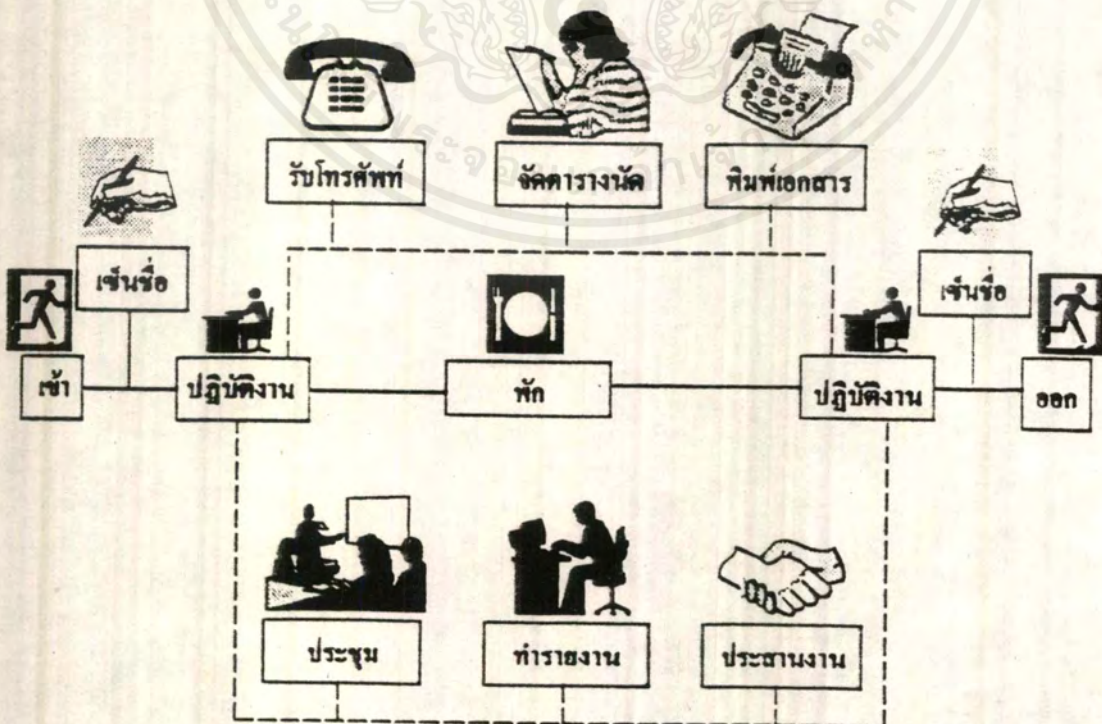 รับโทรศัพท์
จัดตารางนัด
พิมพ์เอกสาร
เซ็นชื่อ
เซ็นชื่อ
เข้า
ปฏิบัติงาน
พัก
ปฏิบัติงาน
ออก
ประชุม
ทำรายงาน
ประสานงาน